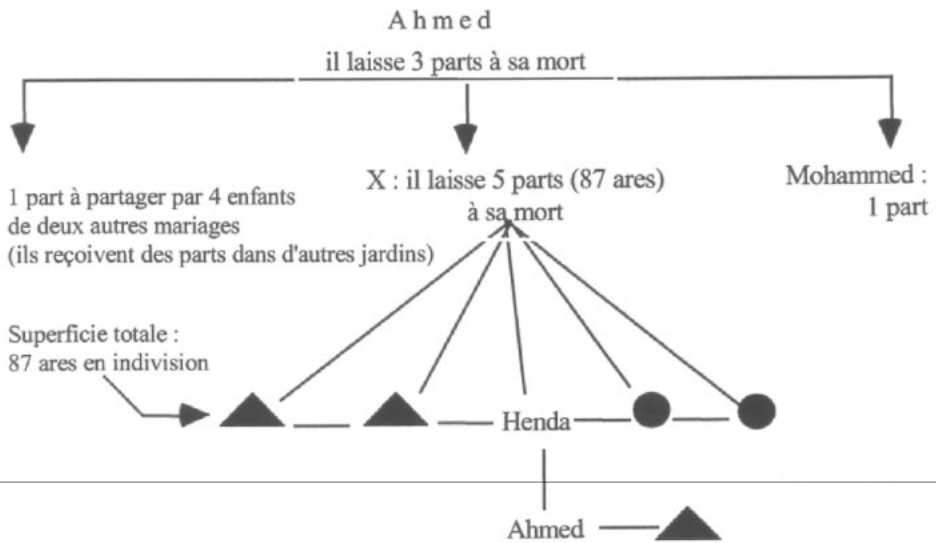 Ahmed
il laisse 3 parts à sa mort
1 part à partager par 4 enfants
de deux autres mariages
(ils reçoivent des parts dans d'autres jardins)
X : il laisse 5 parts (87 ares)
à sa mort
Mohammed :
1 part
Superficie totale :
87 ares en indivision
Henda
Ahmed